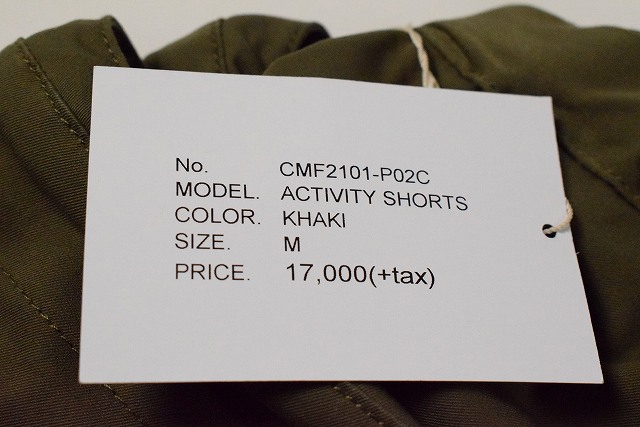 No. CMF2101-P02C
MODEL. ACTIVITY SHORTS
COLOR. KHAKI
SIZE. M
PRICE. 17,000(+tax)